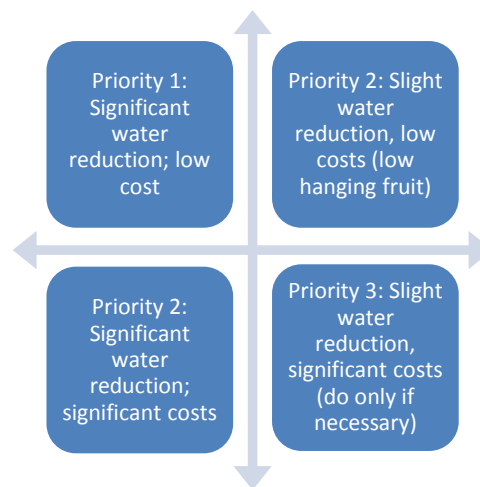 Priority 1:
Significant
water
reduction; low
cost
Priority 2: Slight
water
reduction, low
costs (low
hanging fruit)
Priority 2:
Significant
water
reduction;
significant costs
Priority 3: Slight
water
reduction,
significant costs
(do only if
necessary)